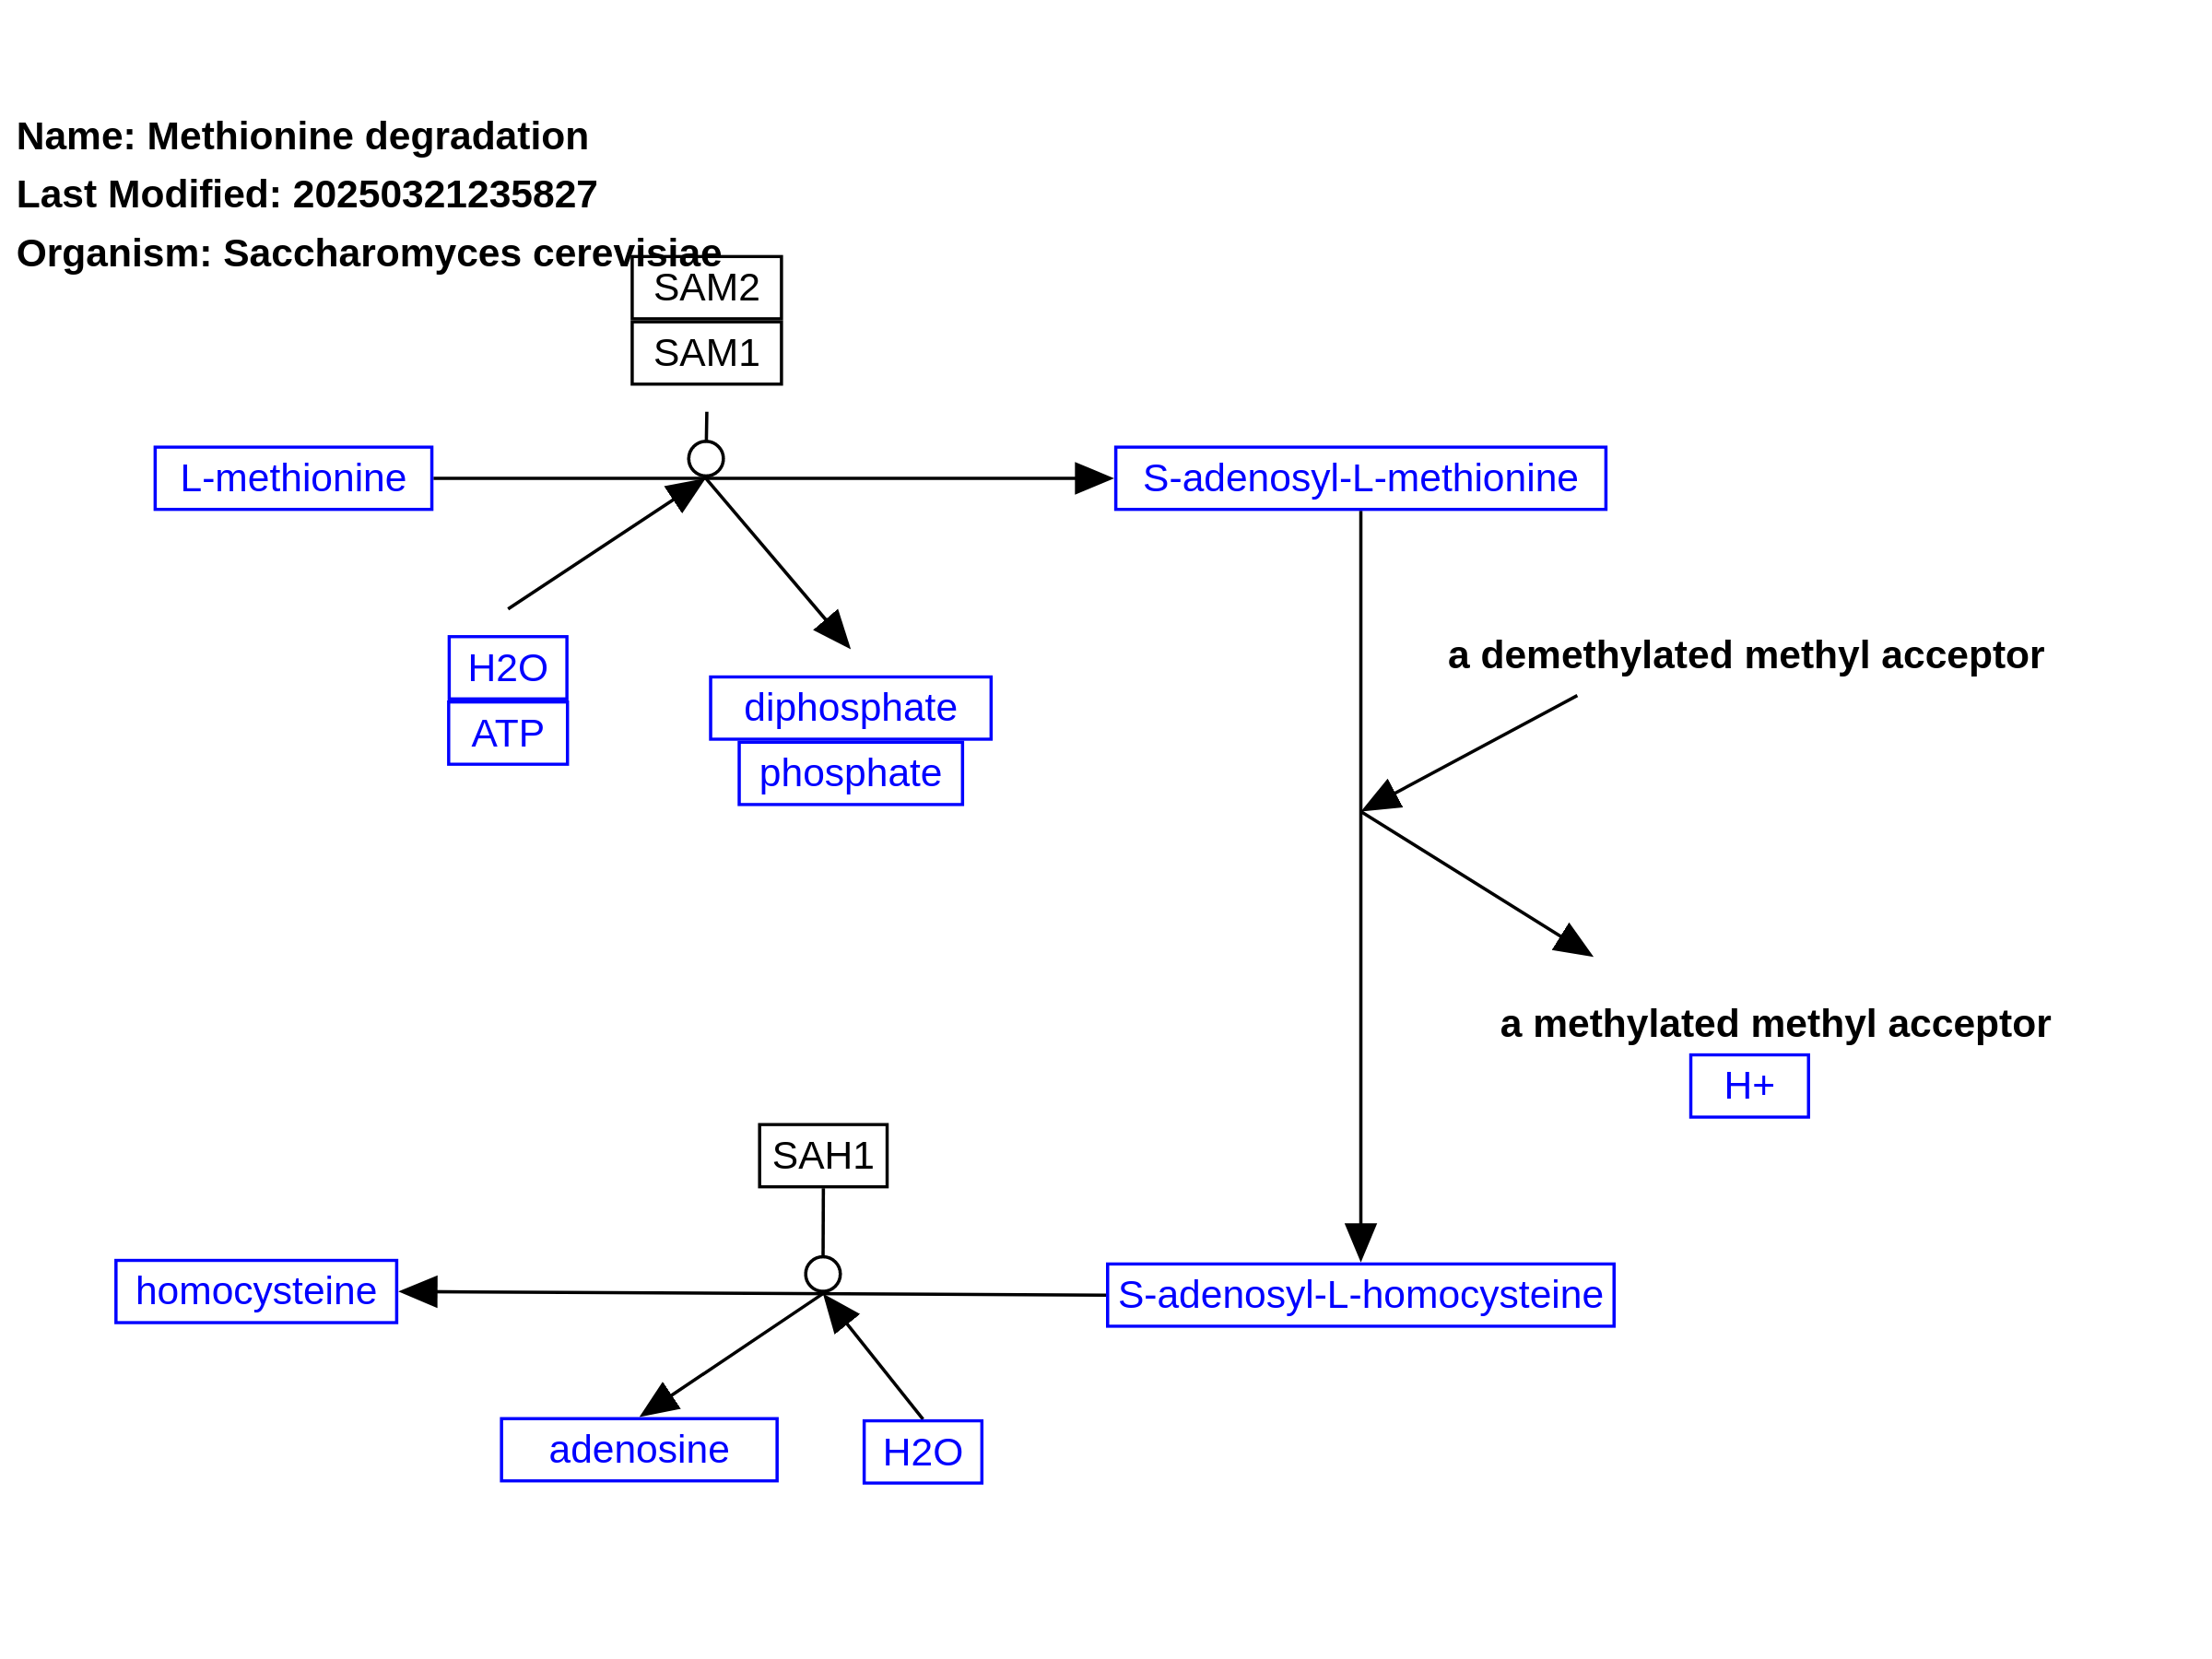 Name: Methionine degradation
Last Modified: 20250321235827
Organism: Saccharomyces cerevisiae
SAM2
SAM1
L-methionine
S-adenosyl-L-methionine
H2O
ATP
diphosphate
phosphate
a demethylated methyl acceptor
a methylated methyl acceptor
H+
SAH1
homocysteine
S-adenosyl-L-homocysteine
adenosine
H2O